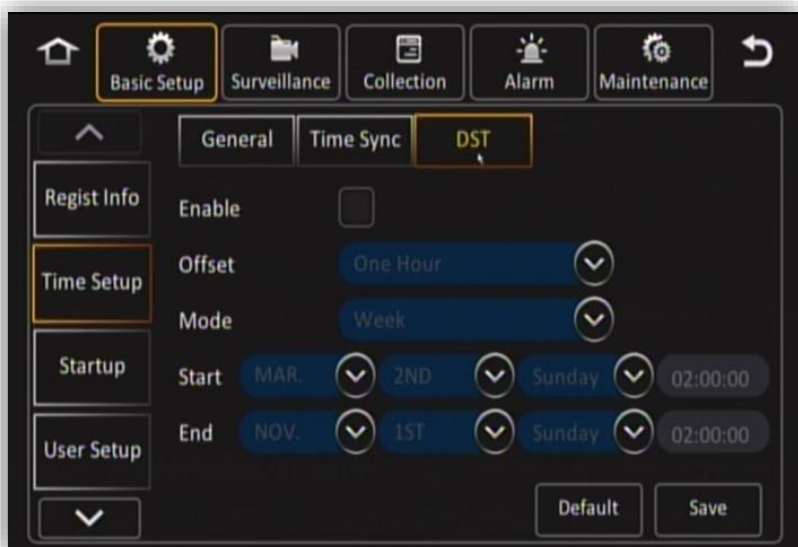 Basic Setup Surveillance Collection Alarm Maintenance
General Time Sync DST
Regist Info
Time Setup
Startup
User Setup
Enable
Offset One Hour
Mode Week
Start MAR. 2ND Sunday 02:00:00
End NOV. 1ST Sunday 02:00:00
Default Save